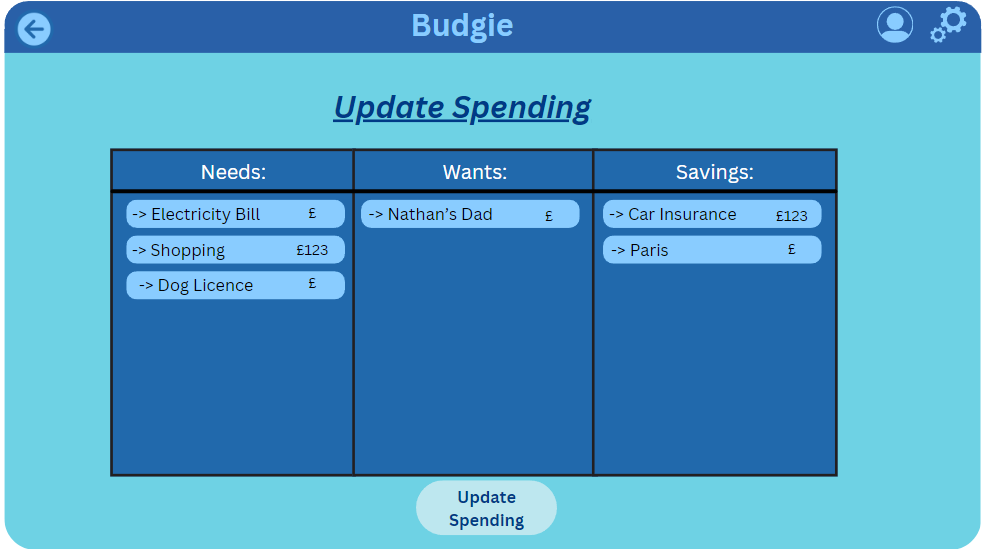 Budgie
Update Spending
Needs: Wants: Savings:
-> Electricity Bill £ -> Nathan’s Dad £ -> Car Insurance £123
-> Shopping £123 -> Paris £
-> Dog Licence £
Update
Spending